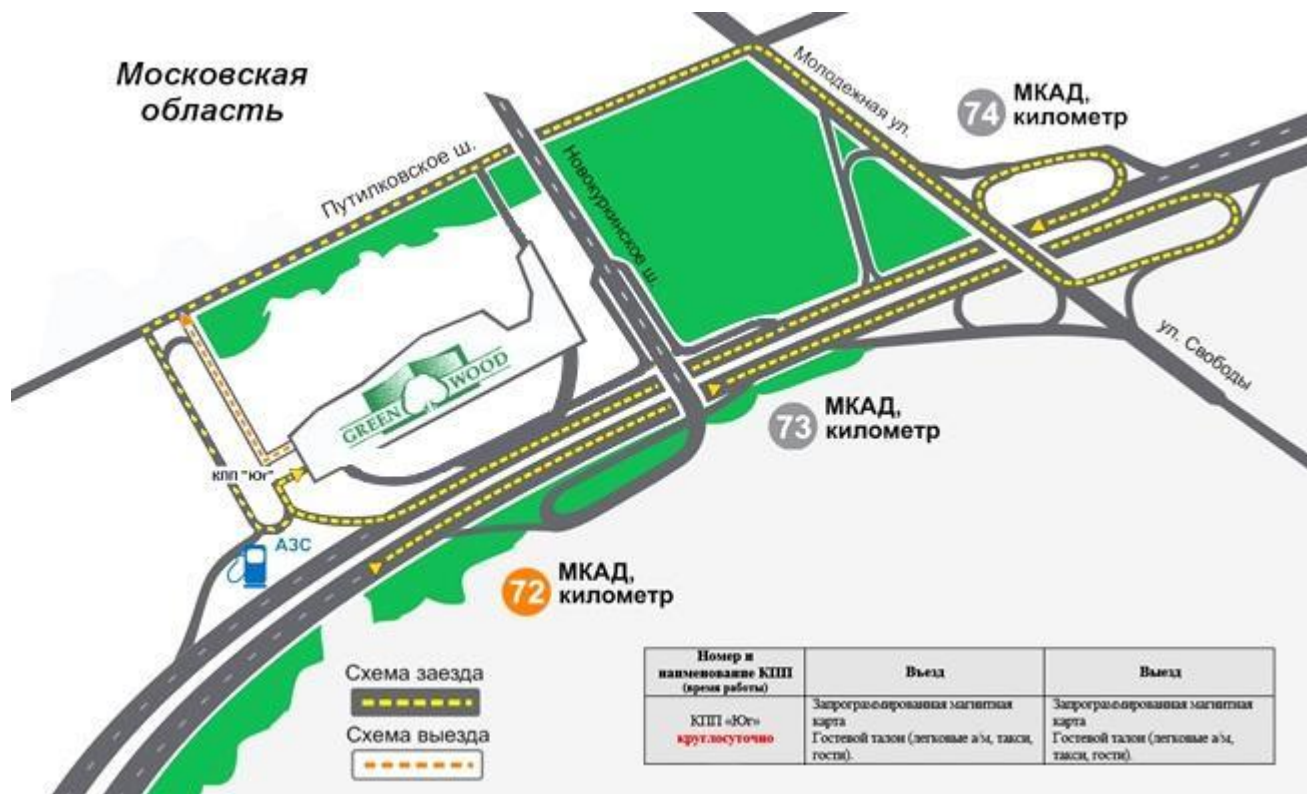 Московская
область
Путилковское ш.
Новокуркинское ш.
Молодежная ул.
74
МКАД,
километр
ул. Свободы
GREEN WOOD
73
МКАД,
километр
КПП "Юг"
АЗС
72
МКАД,
километр
Схема заезда
Схема выезда
Номер и
наименование КПП
(время работы)
Въезд
Выезд
КПП «Юг»
круглосуточно
Запрограммированная магнитная
карта
Гостевой талон (легковые а/м, такси,
гости).
Запрограммированная магнитная
карта
Гостевой талон (легковые а/м,
такси, гости).